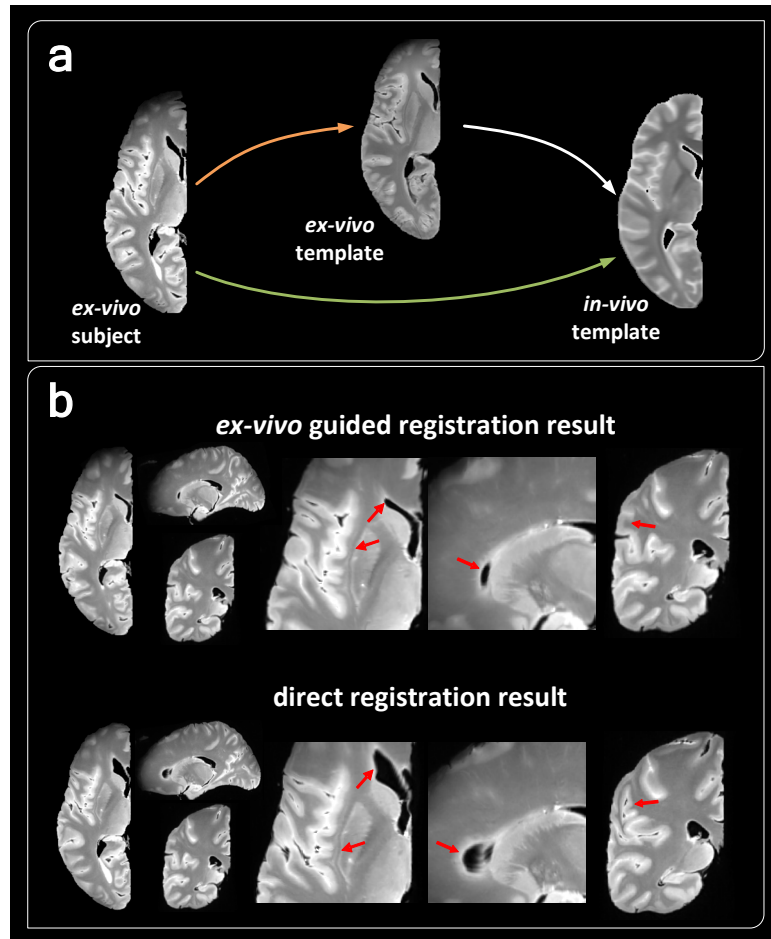 a
ex-vivo
template
ex-vivo
subject
in-vivo
template
b
ex-vivo guided registration result
direct registration result